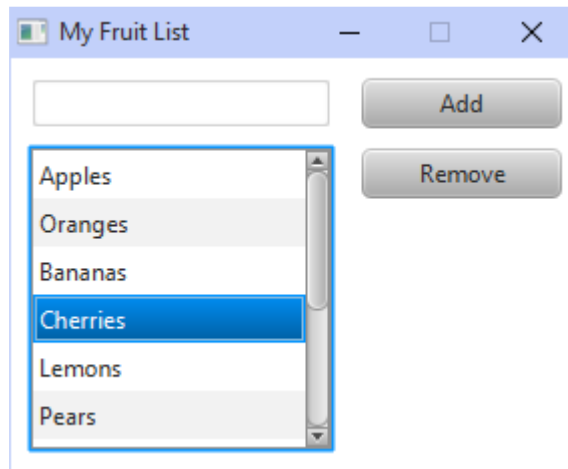 My Fruit List
Add
Apples
Remove
Oranges
Bananas
Cherries
Lemons
Pears